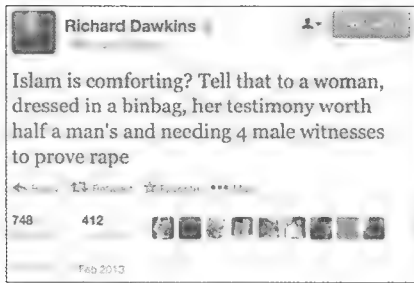 Richard Dawkins
Islam is comforting? Tell that to a woman,
dressed in a binbag, her testimony worth
half a man's and needing 4 male witnesses
to prove rape
748 412
Feb 2013